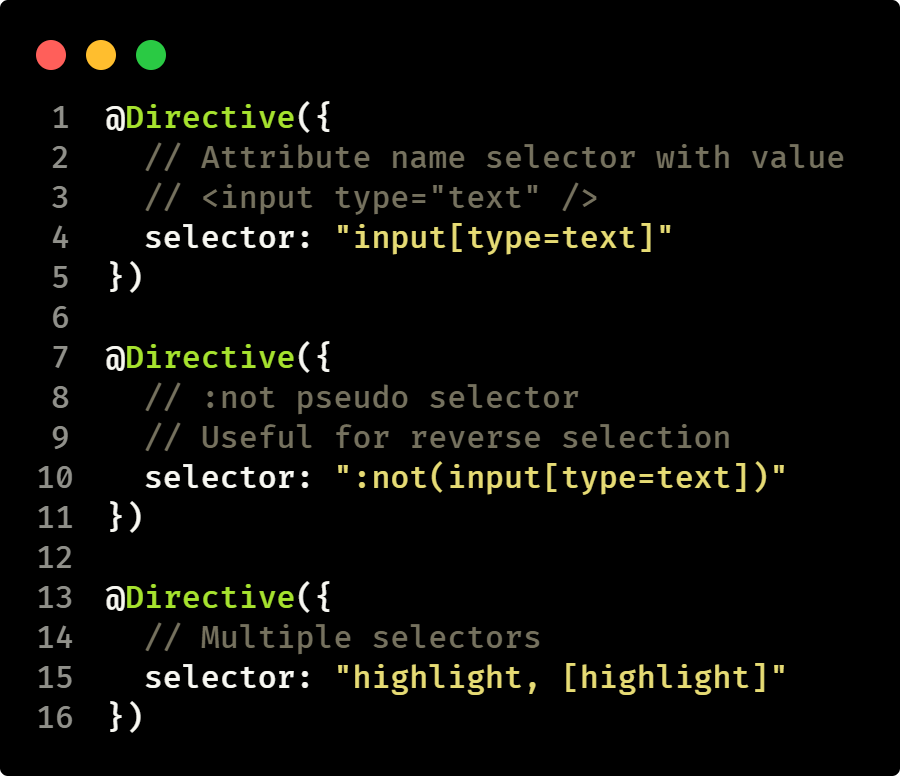 1 @Directive({
2   // Attribute name selector with value
3   // <input type="text" />
4   selector: "input[type=text]"
5 })
6
7 @Directive({
8   // :not pseudo selector
9   // Useful for reverse selection
10   selector: ":not(input[type=text])"
11 })
12
13 @Directive({
14   // Multiple selectors
15   selector: "highlight, [highlight]"
16 })